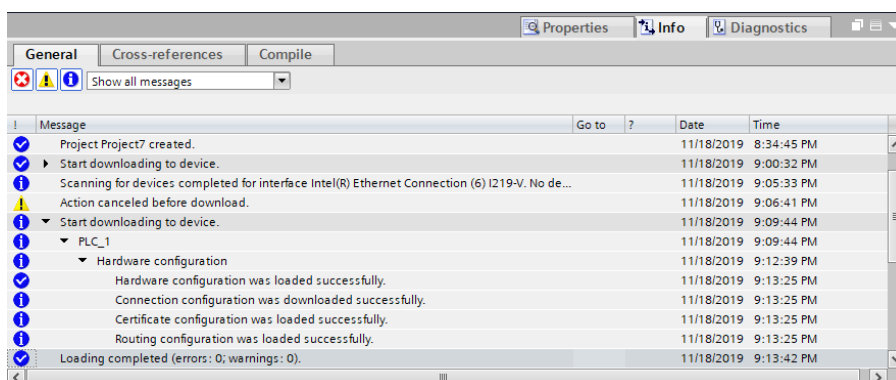 Properties Info Diagnostics
General Cross-references Compile
Show all messages
! Message Go to ? Date Time
Project Project7 created. 11/18/2019 8:34:45 PM
Start downloading to device. 11/18/2019 9:00:32 PM
Scanning for devices completed for interface Intel(R) Ethernet Connection (6) I219-V. No de... 11/18/2019 9:05:33 PM
Action canceled before download. 11/18/2019 9:06:41 PM
Start downloading to device. 11/18/2019 9:09:44 PM
PLC_1 11/18/2019 9:09:44 PM
Hardware configuration 11/18/2019 9:12:39 PM
Hardware configuration was loaded successfully. 11/18/2019 9:13:25 PM
Connection configuration was downloaded successfully. 11/18/2019 9:13:25 PM
Certificate configuration was loaded successfully. 11/18/2019 9:13:25 PM
Routing configuration was loaded successfully. 11/18/2019 9:13:25 PM
Loading completed (errors: 0; warnings: 0). 11/18/2019 9:13:42 PM